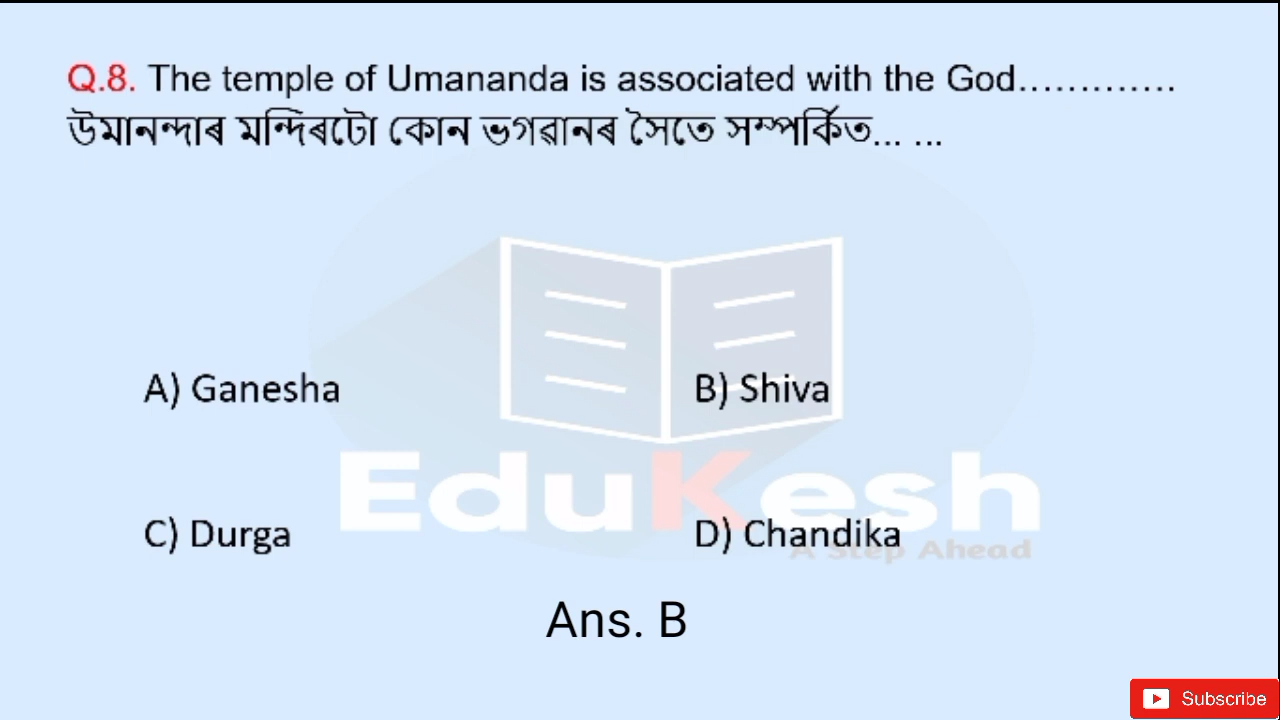 Q.8. The temple of Umananda is associated with the God.............
উমানন্দাৰ মন্দিৰটো কোন ভগৱানৰ সৈতে সম্পৰ্কিত... ...
A) Ganesha
B) Shiva
EduKesh
C) Durga
D) Chandika
A Step Ahead
Ans. B
Subscribe